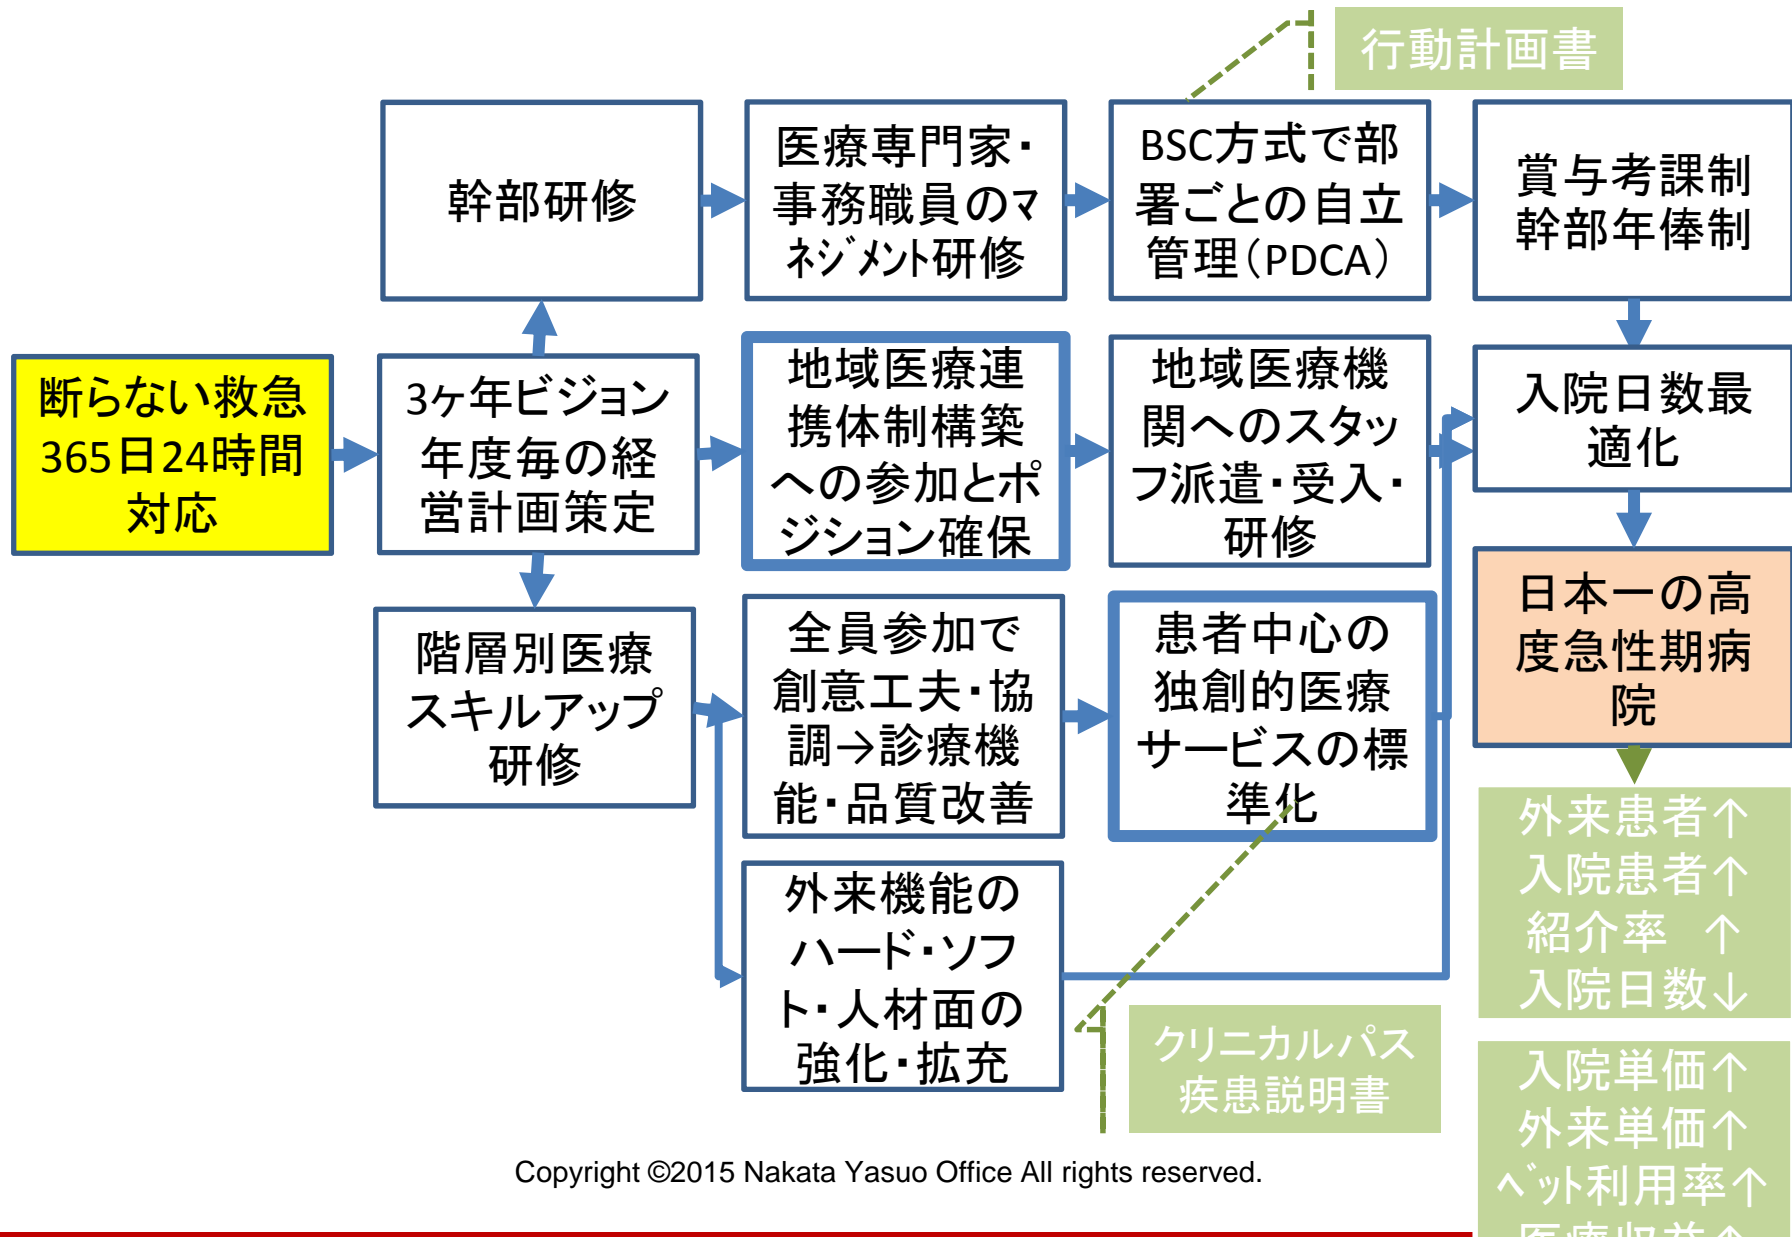 行動計画書
幹部研修
医療専門家・
事務職員のマ
ネジメント研修
BSC方式で部
署ごとの自立
管理（PDCA）
賞与考課制
幹部年俸制
断らない救急
365日24時間
対応
3ヶ年ビジョン
年度毎の経
営計画策定
地域医療連
携体制構築
への参加とポ
ジション確保
地域医療機
関へのスタッ
フ派遣・受入・
研修
入院日数最
適化
階層別医療
スキルアップ
研修
全員参加で
創意工夫・協
調→診療機
能・品質改善
患者中心の
独創的医療
サービスの標
準化
日本一の高
度急性期病
院
外来機能の
ハード・ソフ
ト・人材面の
強化・拡充
クリニカルパス
疾患説明書
外来患者↑
入院患者↑
紹介率　↑
入院日数↓
入院単価↑
外来単価↑
ベット利用率↑
医療収益↑
Copyright ©2015 Nakata Yasuo Office All rights reserved.